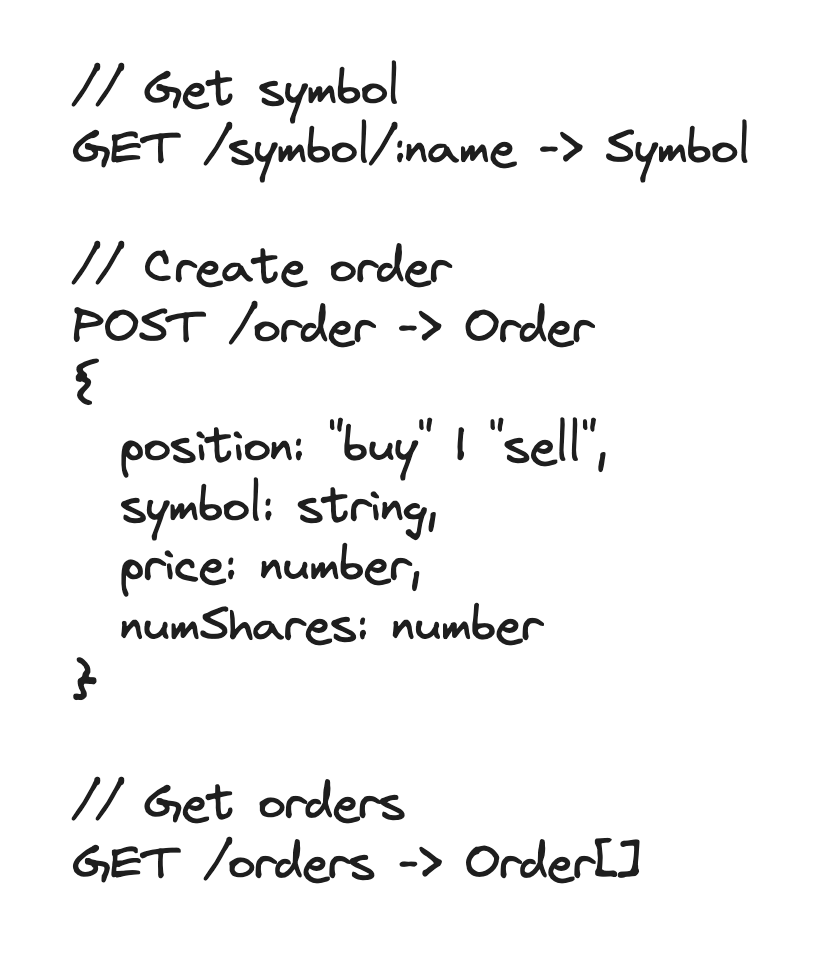 // Get symbol
GET /symbol/:name -> Symbol
// Create order
POST /order -> Order
{
position: "buy" | "sell",
symbol: string,
price: number,
numShares: number
}
// Get orders
GET /orders -> Order[]